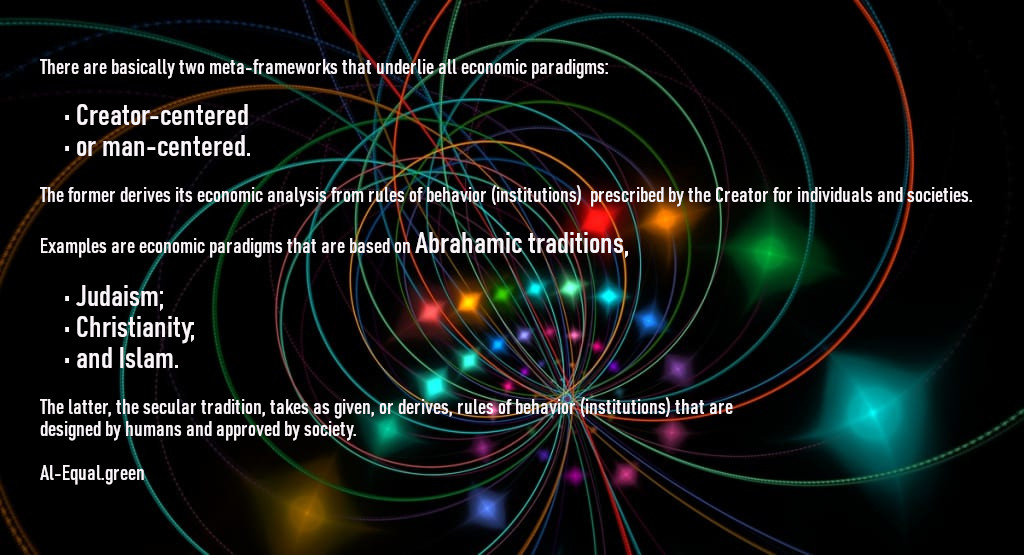 There are basically two meta-frameworks that underlie all economic paradigms:
· Creator-centered
· or man-centered.
The former derives its economic analysis from rules of behavior (institutions) prescribed by the Creator for individuals and societies.
Examples are economic paradigms that are based on Abrahamic traditions,
· Judaism;
· Christianity;
· and Islam.
The latter, the secular tradition, takes as given, or derives, rules of behavior (institutions) that are
designed by humans and approved by society.
Al-Equal.green